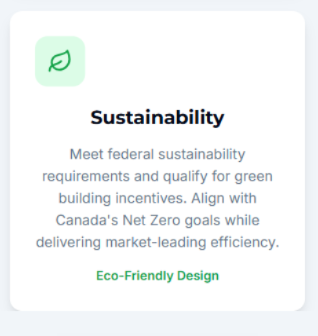 Sustainability
Meet federal sustainability
requirements and qualify for green
building incentives. Align with
Canada's Net Zero goals while
delivering market-leading efficiency.
Eco-Friendly Design